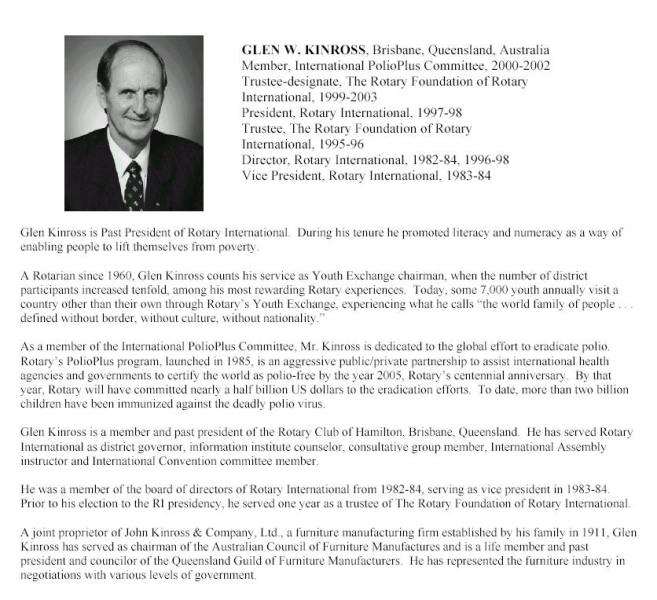 GLEN W. KINROSS, Brisbane, Queensland, Australia
Member, International PolioPlus Committee, 2000-2002
Trustee-designate, The Rotary Foundation of Rotary
International, 1999-2003
President, Rotary International, 1997-98
Trustee, The Rotary Foundation of Rotary
International, 1995-96
Director, Rotary International, 1982-84, 1996-98
Vice President, Rotary International, 1983-84
Glen Kinross is Past President of Rotary International. During his tenure he promoted literacy and numeracy as a way of
enabling people to lift themselves from poverty.
A Rotarian since 1960, Glen Kinross counts his service as Youth Exchange chairman, when the number of district
participants increased tenfold, among his most rewarding Rotary experiences. Today, some 7,000 youth annually visit a
country other than their own through Rotary's Youth Exchange, experiencing what he calls "the world family of people . . .
defined without border, without culture, without nationality."
As a member of the International PolioPlus Committee, Mr. Kinross is dedicated to the global effort to eradicate polio.
Rotary's PolioPlus program, launched in 1985, is an aggressive public/private partnership to assist international health
agencies and governments to certify the world as polio-free by the year 2005, Rotary's centennial anniversary. By that
year, Rotary will have committed nearly a half billion US dollars to the eradication efforts. To date, more than two billion
children have been immunized against the deadly polio virus.
Glen Kinross is a member and past president of the Rotary Club of Hamilton, Brisbane, Queensland. He has served Rotary
International as district governor, information institute counselor, consultative group member, International Assembly
instructor and International Convention committee member.
He was a member of the board of directors of Rotary International from 1982-84, serving as vice president in 1983-84.
Prior to his election to the RI presidency, he served one year as a trustee of The Rotary Foundation of Rotary International.
A joint proprietor of John Kinross & Company, Ltd., a furniture manufacturing firm established by his family in 1911, Glen
Kinross has served as chairman of the Australian Council of Furniture Manufactures and is a life member and past
president and councilor of the Queensland Guild of Furniture Manufacturers. He has represented the furniture industry in
negotiations with various levels of government.